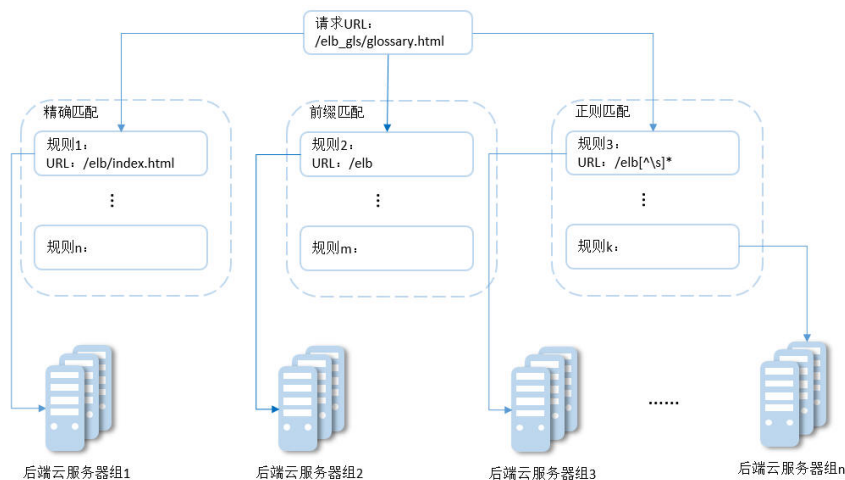 请求URL：
/elb_gls/glossary.html
精确匹配
前缀匹配
正则匹配
规则1：
URL：/elb/index.html
⋮
规则n：
规则2：
URL：/elb
⋮
规则m：
规则3：
URL：/elb[^\s]*
⋮
规则k：
……
后端云服务器组1
后端云服务器组2
后端云服务器组3
后端云服务器组n